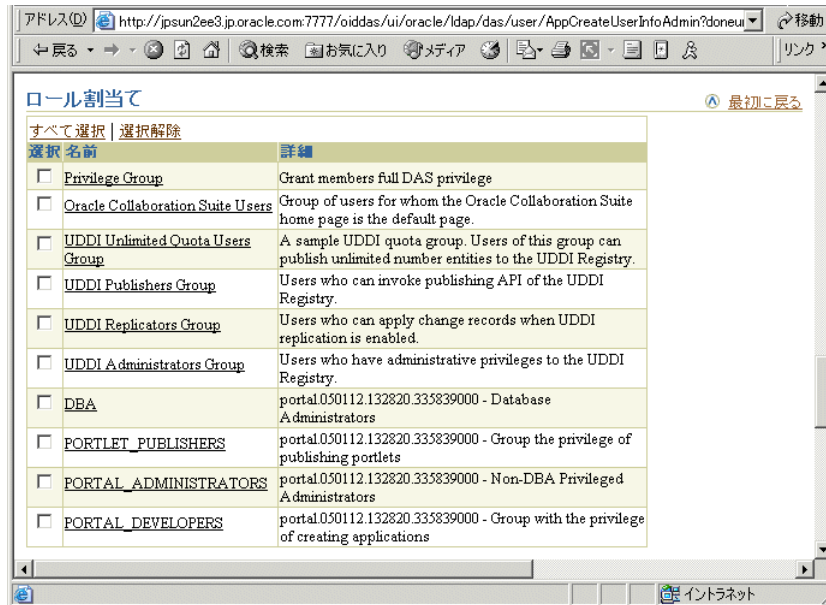 アドレス(D) http://jpsun2ee3.jp.oracle.com:7777/oiddas/ui/oracle/ldap/das/user/AppCreateUserInfoAdmin?doneurl 移動
戻る 検索 お気に入り メディア リンク »
ロール割当て 最初に戻る
すべて選択 | 選択解除
選択 名前 詳細
Privilege Group Grant members full DAS privilege
Oracle Collaboration Suite Users Group of users for whom the Oracle Collaboration Suite
home page is the default page.
UDDI Unlimited Quota Users A sample UDDI quota group. Users of this group can
Group publish unlimited number entities to the UDDI Registry.
UDDI Publishers Group Users who can invoke publishing API of the UDDI
Registry.
UDDI Replicators Group Users who can apply change records when UDDI
replication is enabled.
UDDI Administrators Group Users who have administrative privileges to the UDDI
Registry.
DBA portal.050112.132820.335839000 - Database
Administrators
PORTLET_PUBLISHERS portal.050112.132820.335839000 - Group the privilege of
publishing portlets
PORTAL_ADMINISTRATORS portal.050112.132820.335839000 - Non-DBA Privileged
Administrators
PORTAL_DEVELOPERS portal.050112.132820.335839000 - Group with the privilege
of creating applications
イントラネット